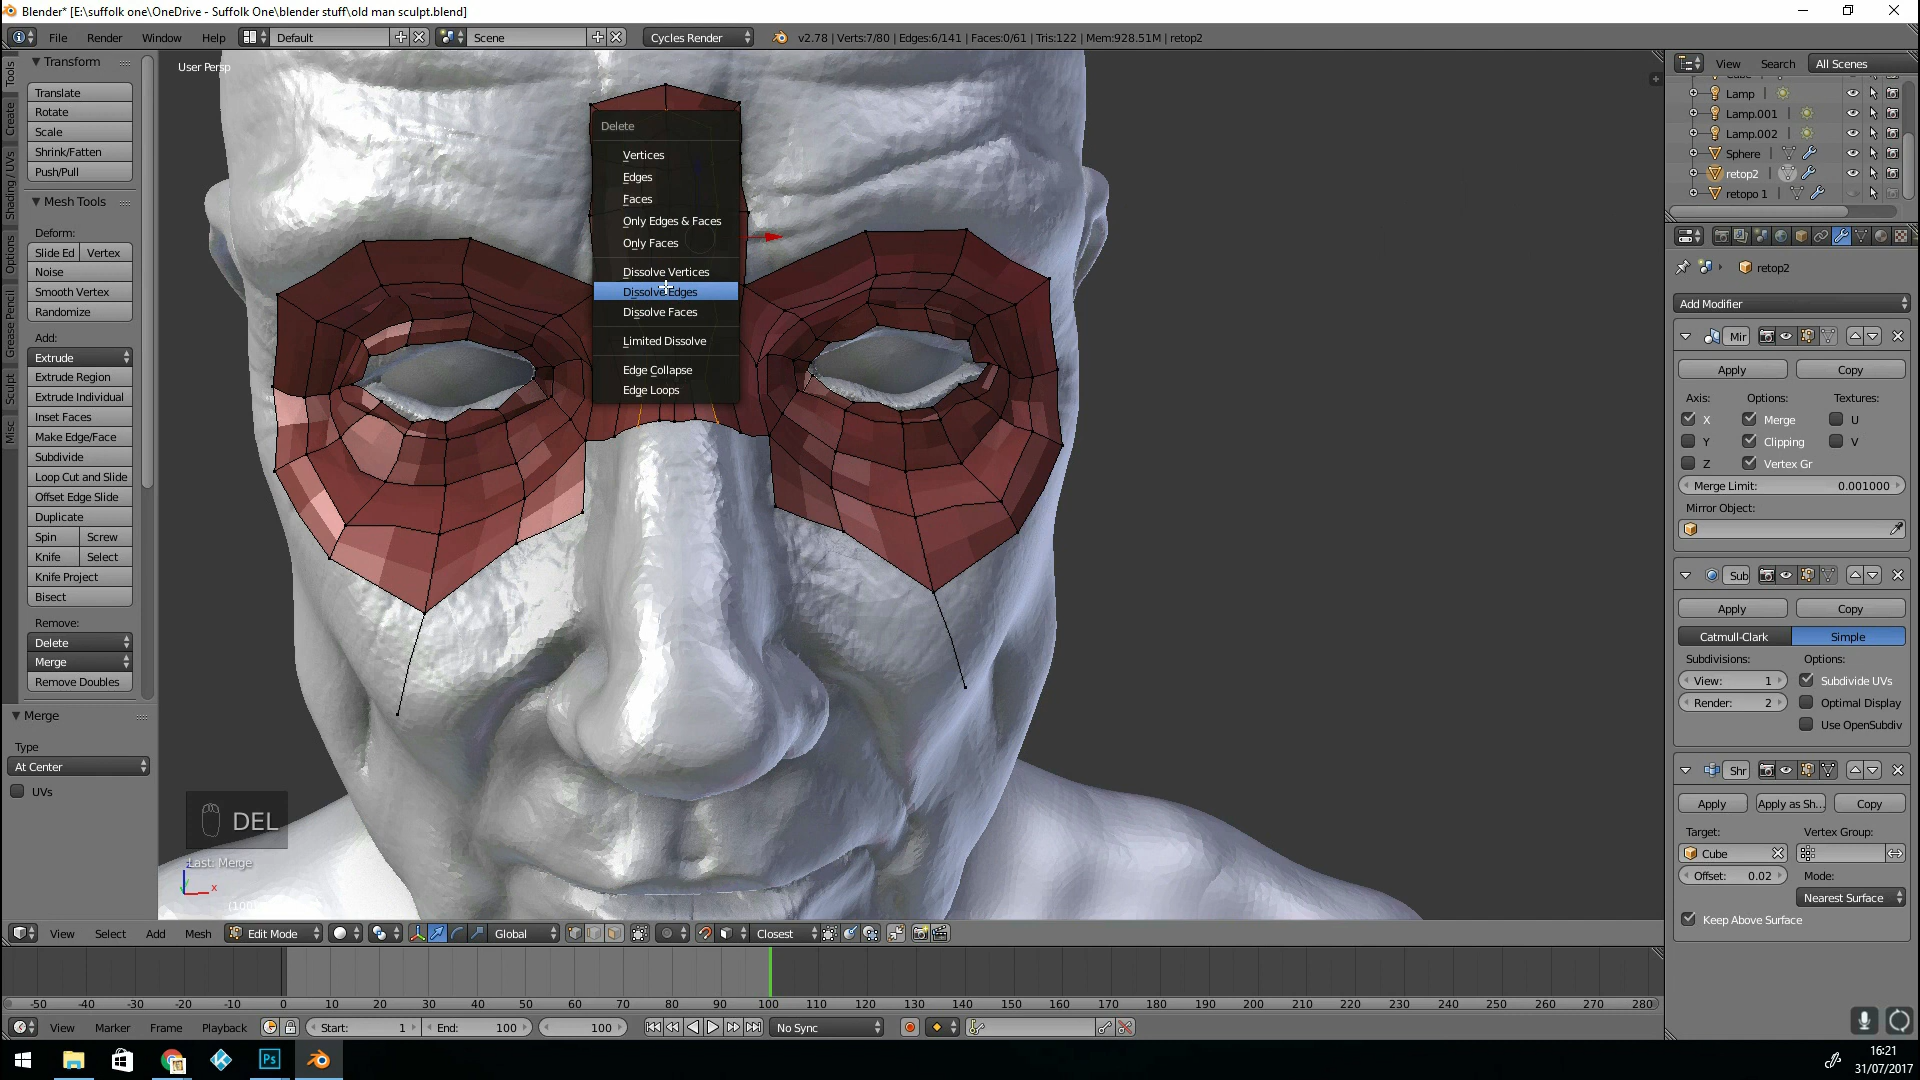 Blender* [E:\suffolk one\OneDrive - Suffolk One\blender stuff\old man sculpt.blend]
File Render Window Help Default Scene Cycles Render v2.78 | Verts:7/80 | Edges:6/141 | Faces:0/61 | Tris:122 | Mem:928.51M | retop2
Tools
Create
Shading / UVs
Options
Grease Pencil
Sculpt
Misc
Transform
Translate
Rotate
Scale
Shrink/Fatten
Push/Pull
Mesh Tools
Deform:
Slide Ed Vertex
Noise
Smooth Vertex
Randomize
Add:
Extrude
Extrude Region
Extrude Individual
Inset Faces
Make Edge/Face
Subdivide
Loop Cut and Slide
Offset Edge Slide
Duplicate
Spin Screw
Knife Select
Knife Project
Bisect
Remove:
Delete
Merge
Remove Doubles
Merge
Type
At Center
UVs
User Persp
Delete
Vertices
Edges
Faces
Only Edges & Faces
Only Faces
Dissolve Vertices
Dissolve Edges
Dissolve Faces
Limited Dissolve
Edge Collapse
Edge Loops
DEL
Last: Merge
x
View Search All Scenes
Lamp
Lamp.001
Lamp.002
Sphere
retop2
retopo 1
retop2
Add Modifier
Mir
Apply Copy
Axis: Options: Textures:
X Merge U
Y Clipping V
Z Vertex Gr
Merge Limit: 0.001000
Mirror Object:
Sub
Apply Copy
Catmull-Clark Simple
Subdivisions: Options:
View: 1 Subdivide UVs
Render: 2 Optimal Display
Use OpenSubdiv
Shr
Apply Apply as Sh... Copy
Target: Vertex Group:
Cube
Offset: 0.02 Mode:
Nearest Surface
Keep Above Surface
View Select Add Mesh Edit Mode Global Closest
-50 -40 -30 -20 -10 0 10 20 30 40 50 60 70 80 90 100 110 120 130 140 150 160 170 180 190 200 210 220 230 240 250 260 270 280
View Marker Frame Playback Start: 1 End: 100 100 No Sync
Ps
16:21
31/07/2017